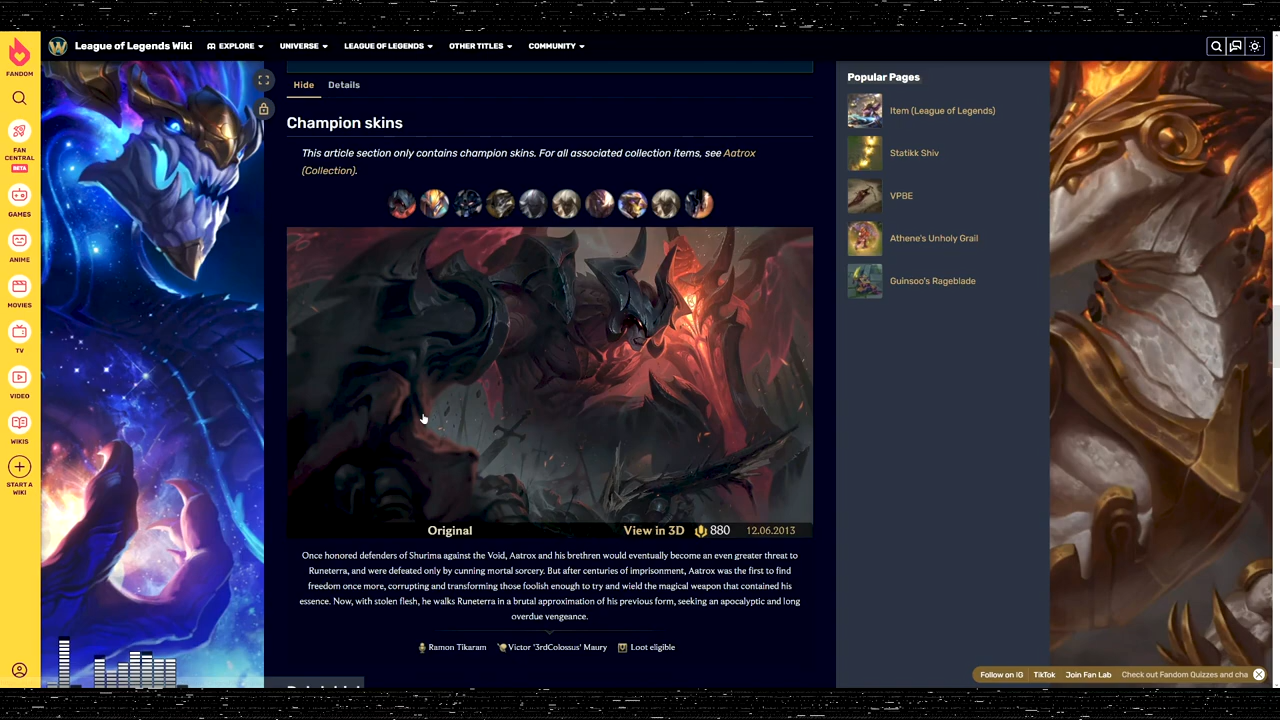 League of Legends Wiki
EXPLORE
UNIVERSE
LEAGUE OF LEGENDS
OTHER TITLES
COMMUNITY
FANDOM
FAN
CENTRAL
BETA
GAMES
ANIME
MOVIES
TV
VIDEO
WIKIS
START A
WIKI
Hide
Details
Champion skins
This article section only contains champion skins. For all associated collection items, see Aatrox
(Collection).
Original
View in 3D
880
12.06.2013
Once honored defenders of Shurima against the Void, Aatrox and his brethren would eventually become an even greater threat to
Runeterra, and were defeated only by cunning mortal sorcery. But after centuries of imprisonment, Aatrox was the first to find
freedom once more, corrupting and transforming those foolish enough to try and wield the magical weapon that contained his
essence. Now, with stolen flesh, he walks Runeterra in a brutal approximation of his previous form, seeking an apocalyptic and long
overdue vengeance.
Ramon Tikaram
Victor '3rdColossus' Maury
Loot eligible
Popular Pages
Item (League of Legends)
Statikk Shiv
VPBE
Athene's Unholy Grail
Guinsoo's Rageblade
Follow on IG
TikTok
Join Fan Lab
Check out Fandom Quizzes and cha